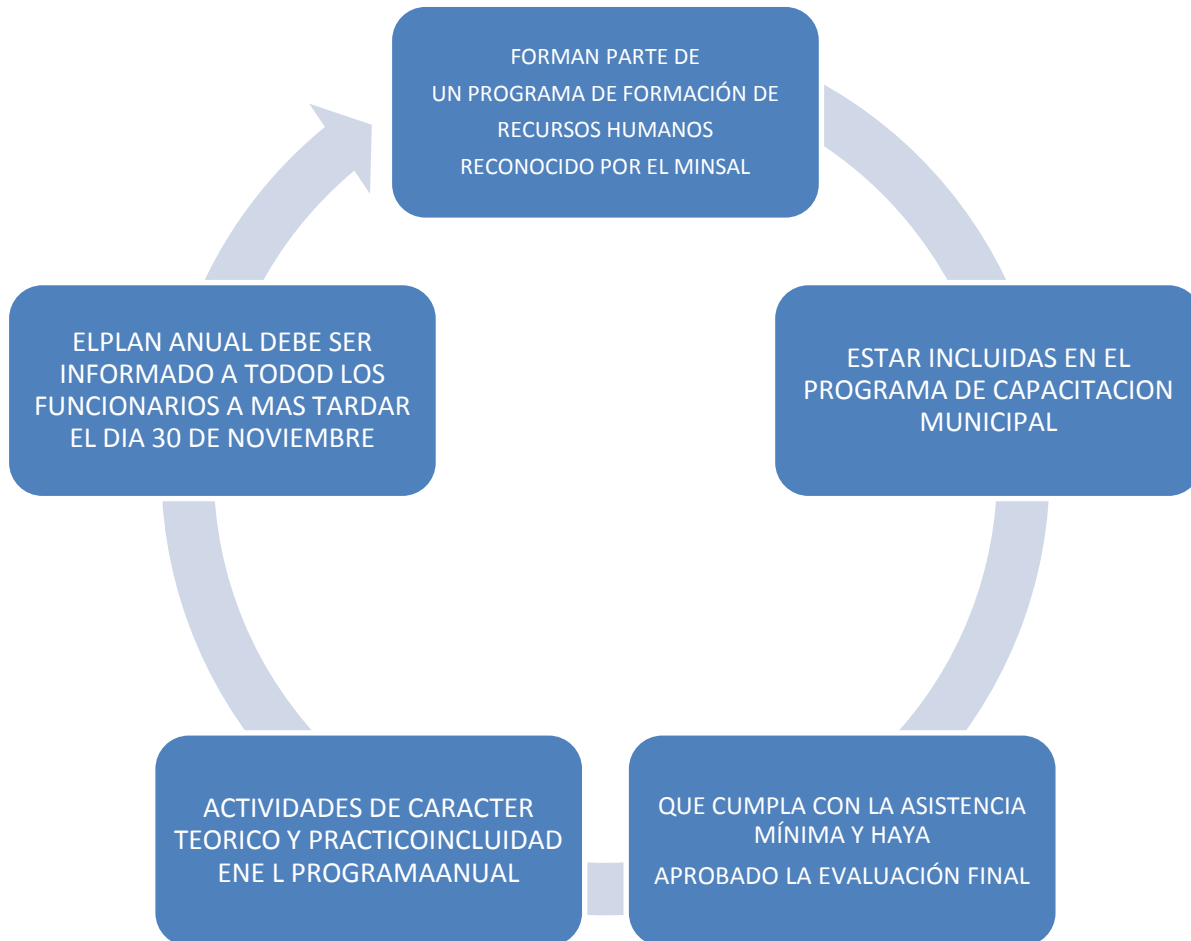 FORMAN PARTE DE
UN PROGRAMA DE FORMACIÓN DE
RECURSOS HUMANOS
RECONOCIDO POR EL MINSAL
ESTAR INCLUIDAS EN EL
PROGRAMA DE CAPACITACION
MUNICIPAL
QUE CUMPLA CON LA ASISTENCIA
MÍNIMA Y HAYA
APROBADO LA EVALUACIÓN FINAL
ACTIVIDADES DE CARACTER
TEORICO Y PRACTICOINCLUIDAD
ENE L PROGRAMAANUAL
ELPLAN ANUAL DEBE SER
INFORMADO A TODOD LOS
FUNCIONARIOS A MAS TARDAR
EL DIA 30 DE NOVIEMBRE